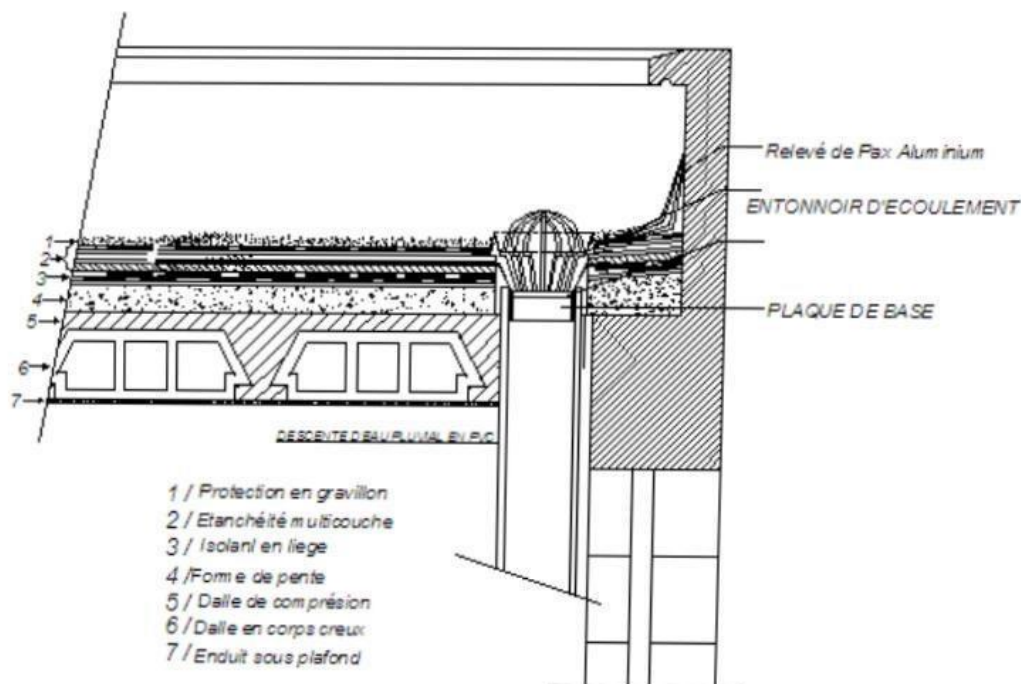 Relevé de Pax Aluminium
ENTONNOIR D'ECOULEMENT
PLAQUE DE BASE
1
2
3
4
5
6
7
DESCENTE D'EAU PLUVIAL EN PVC
1 / Protection en gravillon
2 / Etanchéité multicouche
3 / Isolant en liege
4 /Forme de pente
5 / Dalle de comprésion
6 / Dalle en corps creux
7 / Enduit sous plafond